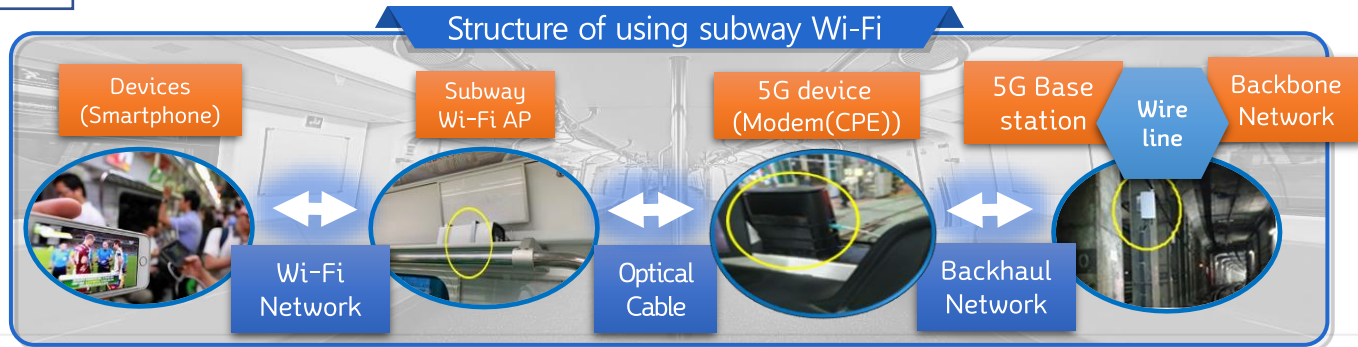 Structure of using subway Wi-Fi
Devices
(Smartphone)
Subway
Wi-Fi AP
5G device
(Modem(CPE))
5G Base
station
Wire
line
Backbone
Network
Wi-Fi
Network
Optical
Cable
Backhaul
Network